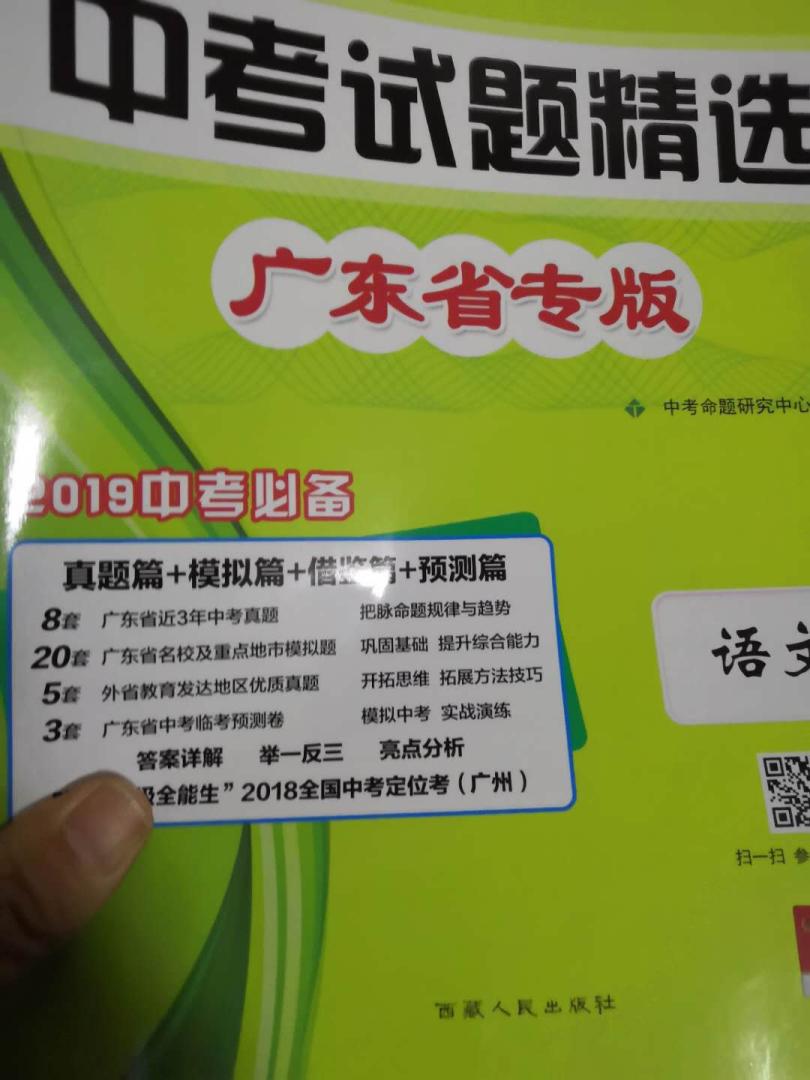 中考试题精选
广东省专版
中考命题研究中心
2019中考必备
真题篇+模拟篇+借鉴篇+预测篇
8套 广东省近3年中考真题 把脉命题规律与趋势
20套 广东省名校及重点地市模拟题 巩固基础 提升综合能力
5套 外省教育发达地区优质真题 开拓思维 拓展方法技巧
3套 广东省中考临考预测卷 模拟中考 实战演练
答案详解 举一反三 亮点分析
级全能生”2018全国中考定位考（广州）
语文
扫一扫 参
西藏人民出版社